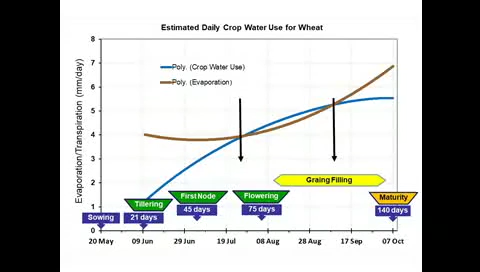 Estimated Daily Crop Water Use for Wheat
Evaporation/Transpiration (mm/day)
8
7
6
5
4
3
2
1
0
Poly. (Crop Water Use)
Poly. (Evaporation)
Graing Filling
Tillering
First Node
Flowering
Maturity
Sowing
21 days
45 days
75 days
140 days
20 May
09 Jun
29 Jun
19 Jul
08 Aug
28 Aug
17 Sep
07 Oct